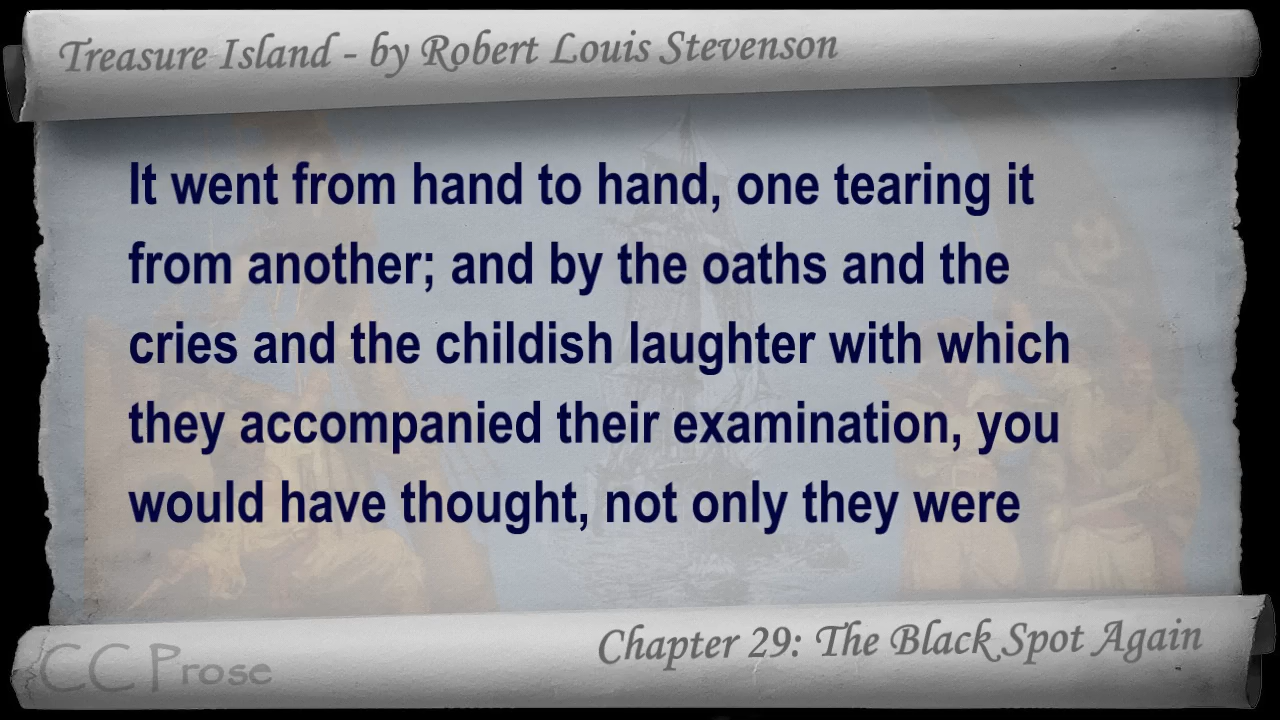 Treasure Island - by Robert Louis Stevenson
It went from hand to hand, one tearing it
from another; and by the oaths and the
cries and the childish laughter with which
they accompanied their examination, you
would have thought, not only they were
Chapter 29: The Black Spot Again
CC Prose